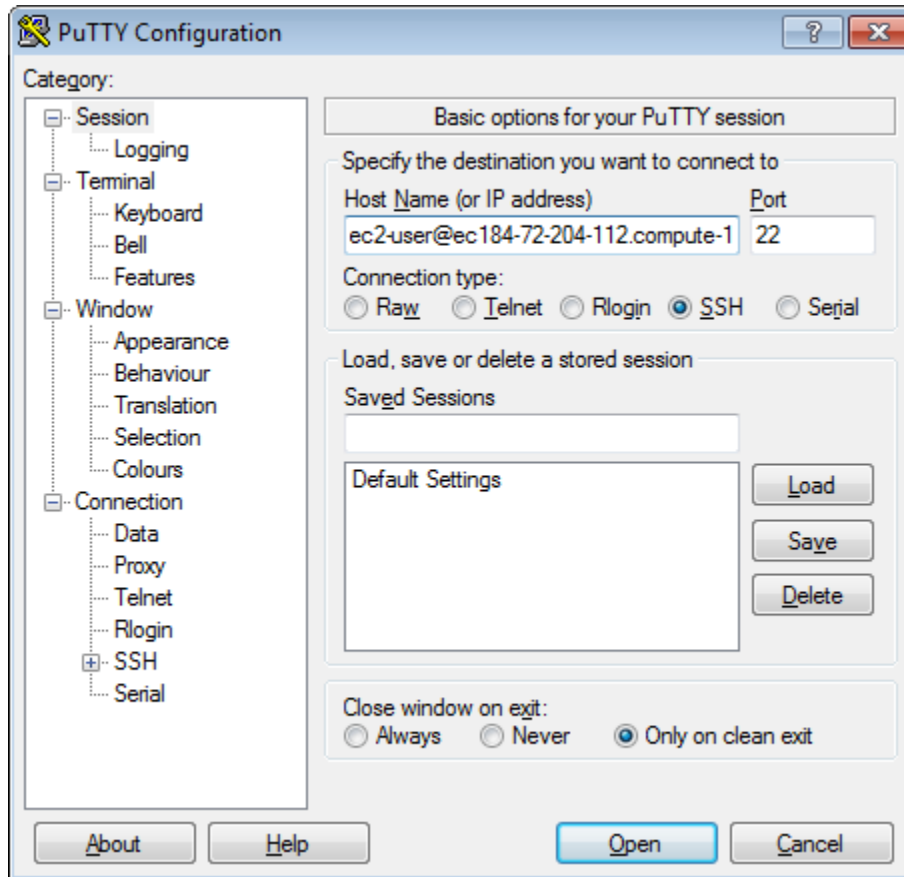 PuTTY Configuration
Category:
Session
Logging
Terminal
Keyboard
Bell
Features
Window
Appearance
Behaviour
Translation
Selection
Colours
Connection
Data
Proxy
Telnet
Rlogin
SSH
Serial
Basic options for your PuTTY session
Specify the destination you want to connect to
Host Name (or IP address) Port
ec2-user@ec184-72-204-112.compute-1 22
Connection type:
Raw Telnet Rlogin SSH Serial
Load, save or delete a stored session
Saved Sessions
Default Settings
Load
Save
Delete
Close window on exit:
Always Never Only on clean exit
About Help Open Cancel